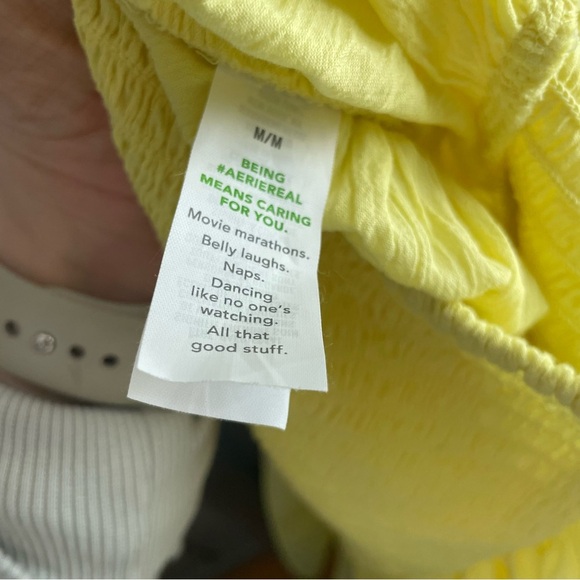 M/M
BEING
#AERIEREAL
MEANS CARING
FOR YOU.
Movie marathons.
Belly laughs.
Naps.
Dancing
like no one's
watching.
All that
good stuff.